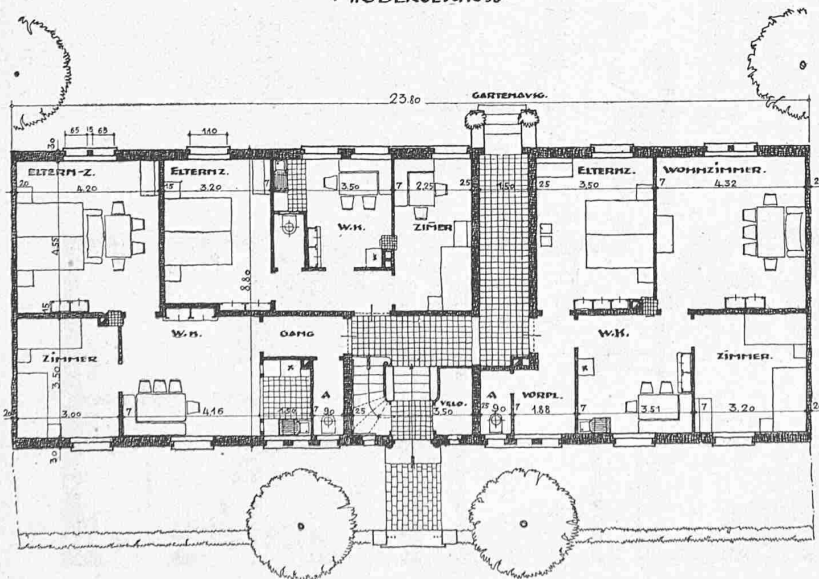 GARTENAUSG.
23.80
30 65 15 65 110
ELTERN-Z. ELTERNZ. ELTERNZ. WOHNZIMMER.
20 4.20 15 3.20 7 3.50 7 2.25 25 1.50 25 3.50 7 4.32
W.K. ZIMMER
4.55 8.80
15
W.K. GANG W.K.
ZIMMER ZIMMER.
3.50 X X
A VELO. A VORPL.
20 3.00 7 4.16 1.50 7 90 25 3.50 25 90 7 1.88 7 3.51 7 3.20
30